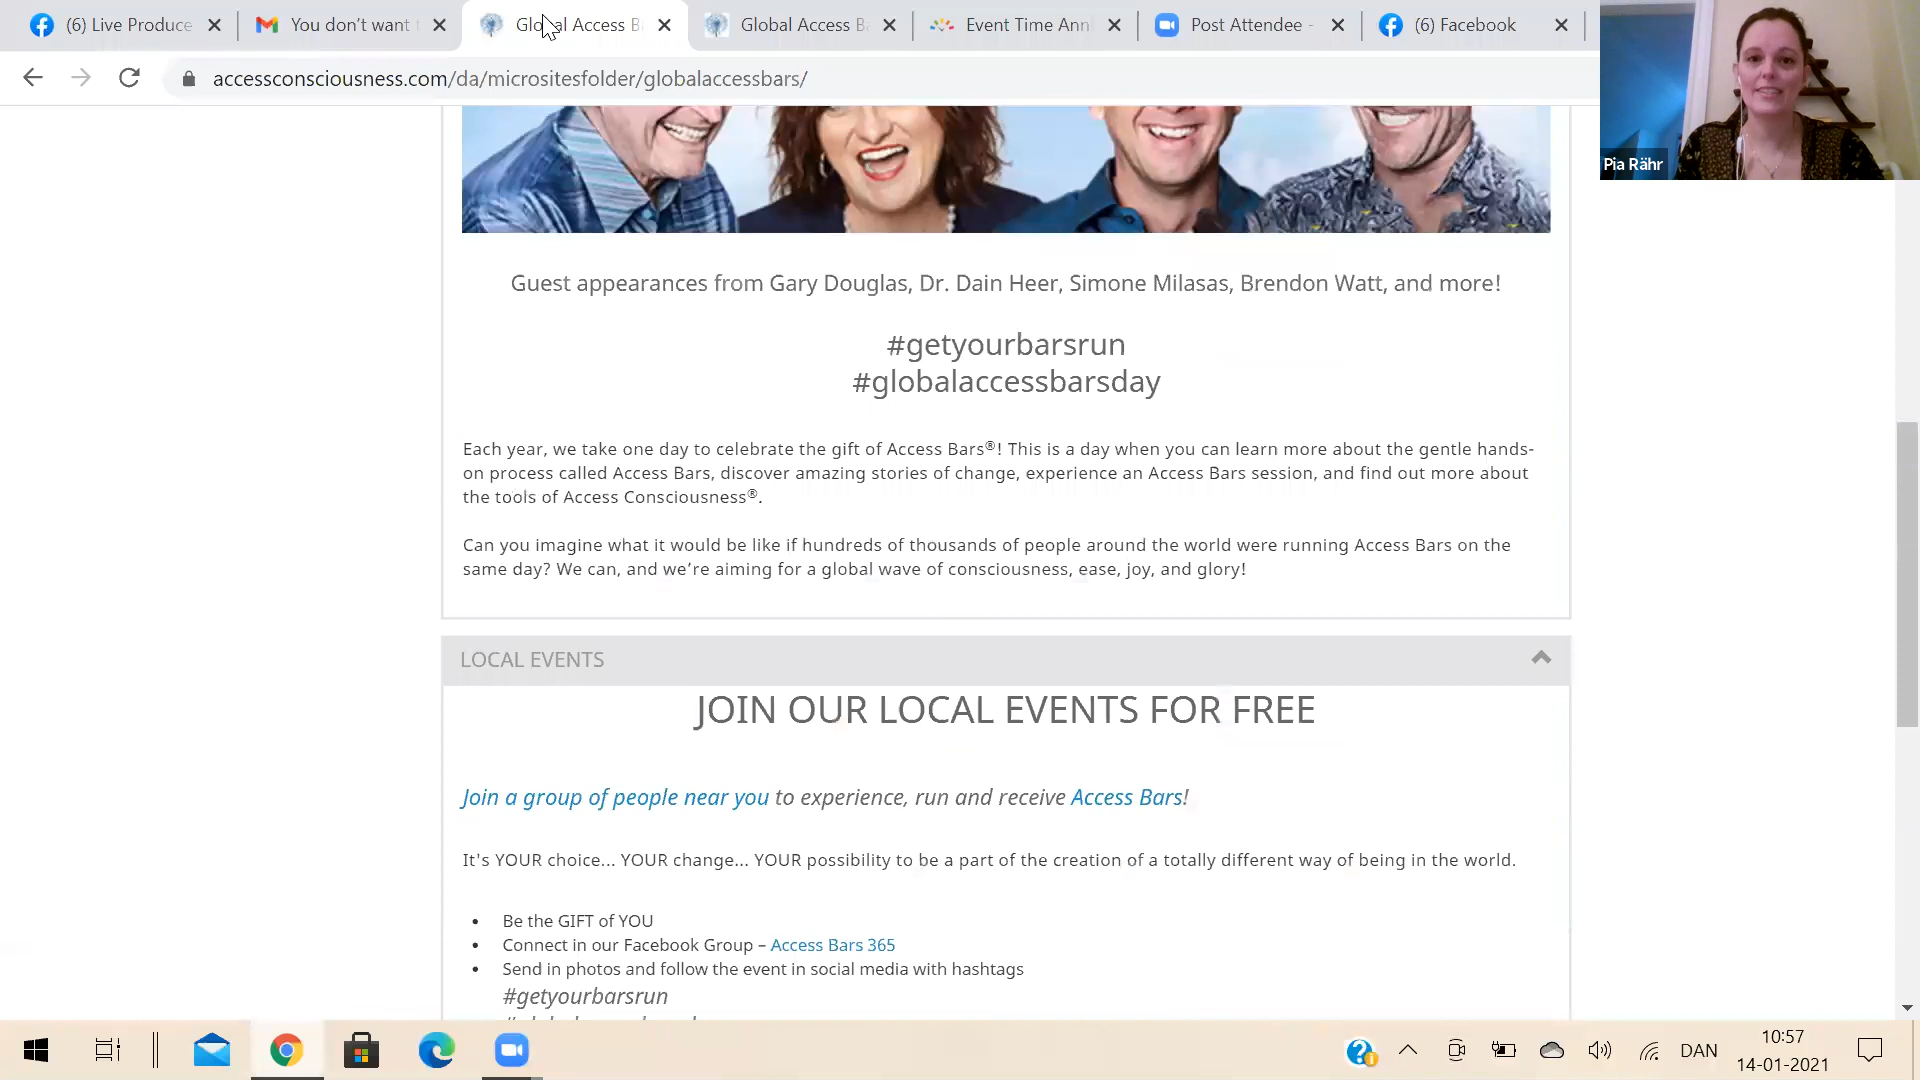 (6) Live Produce
You don't want t
Global Access B
Global Access Ba
Event Time Ann
Post Attendee -
(6) Facebook
accessconsciousness.com/da/micrositesfolder/globalaccessbars/
Pia Rähr
Guest appearances from Gary Douglas, Dr. Dain Heer, Simone Milasas, Brendon Watt, and more!
#getyourbarsrun
#globalaccessbarsday
Each year, we take one day to celebrate the gift of Access Bars®! This is a day when you can learn more about the gentle hands-
on process called Access Bars, discover amazing stories of change, experience an Access Bars session, and find out more about
the tools of Access Consciousness®.
Can you imagine what it would be like if hundreds of thousands of people around the world were running Access Bars on the
same day? We can, and we’re aiming for a global wave of consciousness, ease, joy, and glory!
LOCAL EVENTS
JOIN OUR LOCAL EVENTS FOR FREE
Join a group of people near you to experience, run and receive Access Bars!
It's YOUR choice... YOUR change... YOUR possibility to be a part of the creation of a totally different way of being in the world.
• Be the GIFT of YOU
• Connect in our Facebook Group – Access Bars 365
• Send in photos and follow the event in social media with hashtags
#getyourbarsrun
DAN
10:57
14-01-2021